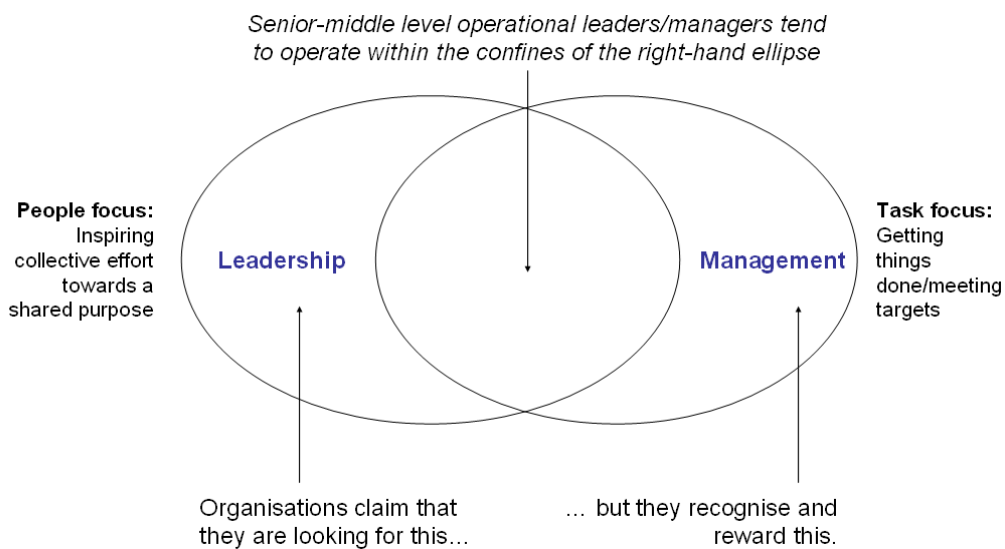 Senior-middle level operational leaders/managers tend
to operate within the confines of the right-hand ellipse
People focus:
Inspiring
collective effort
towards a
shared purpose
Leadership
Management
Task focus:
Getting
things
done/meeting
targets
Organisations claim that
they are looking for this...
... but they recognise and
reward this.